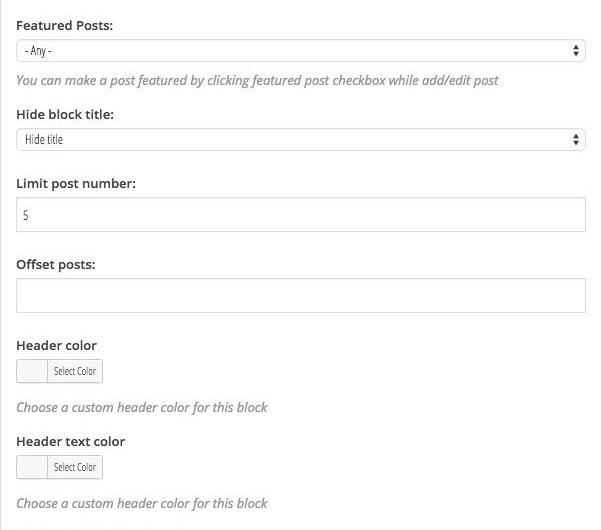 Featured Posts:
- Any -
You can make a post featured by clicking featured post checkbox while add/edit post
Hide block title:
Hide title
Limit post number:
5
Offset posts:
Header color
Select Color
Choose a custom header color for this block
Header text color
Select Color
Choose a custom header color for this block